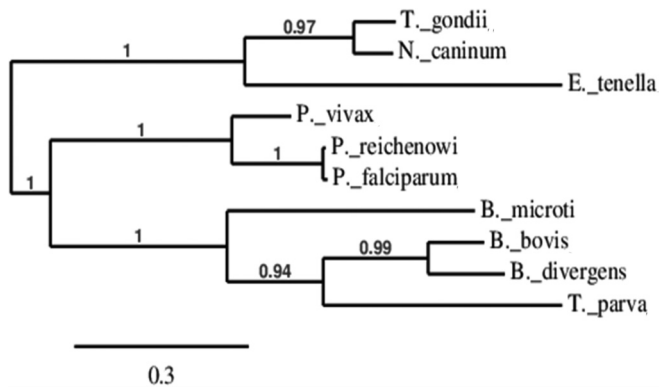 0.97 T._gondii
1 N._caninum
E._tenella
P._vivax
1 P._reichenowi
1 P._falciparum
1
B._microti
1 B._bovis
0.99 B._divergens
0.94 T._parva
0.3